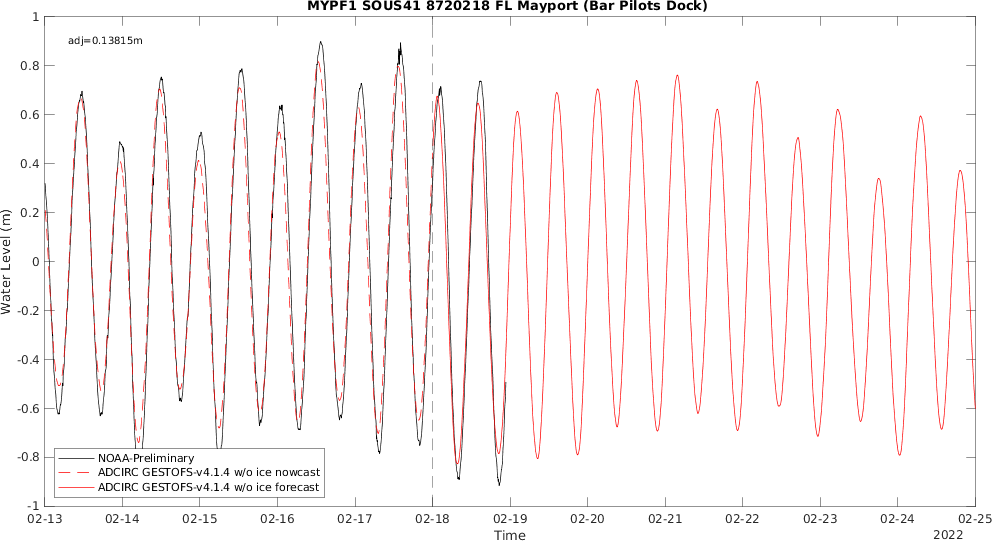 MYPF1 SOUS41 8720218 FL Mayport (Bar Pilots Dock)
adj=0.13815m
Water Level (m)
1
0.8
0.6
0.4
0.2
0
-0.2
-0.4
-0.6
-0.8
-1
NOAA-Preliminary
ADCIRC GESTOFS-v4.1.4 w/o ice nowcast
ADCIRC GESTOFS-v4.1.4 w/o ice forecast
02-13 02-14 02-15 02-16 02-17 02-18 02-19 02-20 02-21 02-22 02-23 02-24 02-25
Time
2022